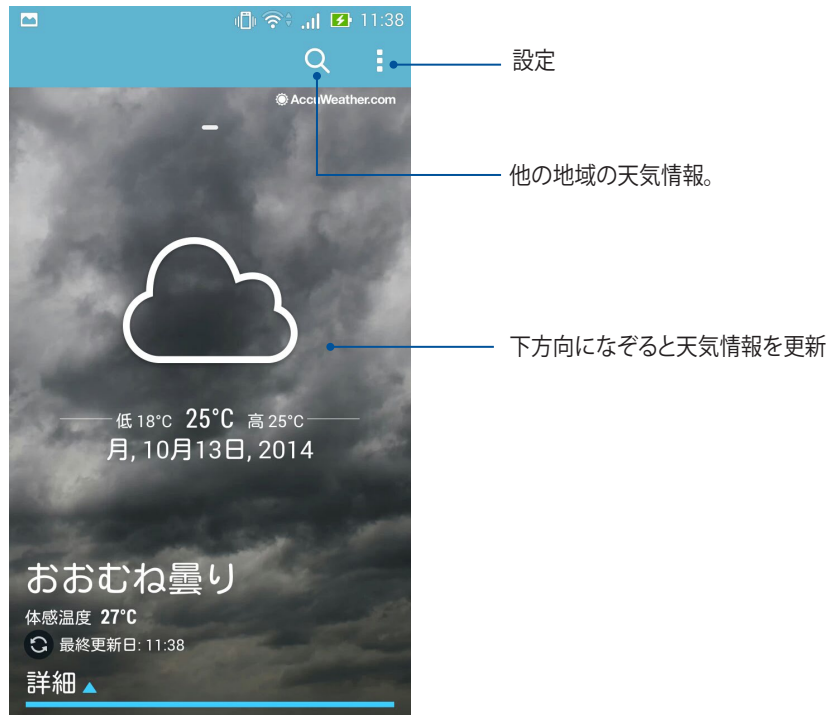 11:38
設定
AccuWeather.com
他の地域の天気情報。
下方向になぞると天気情報を更新
低 18°C 25°C 高 25°C
月, 10月13日, 2014
おおむね曇り
体感温度 27°C
最終更新日: 11:38
詳細